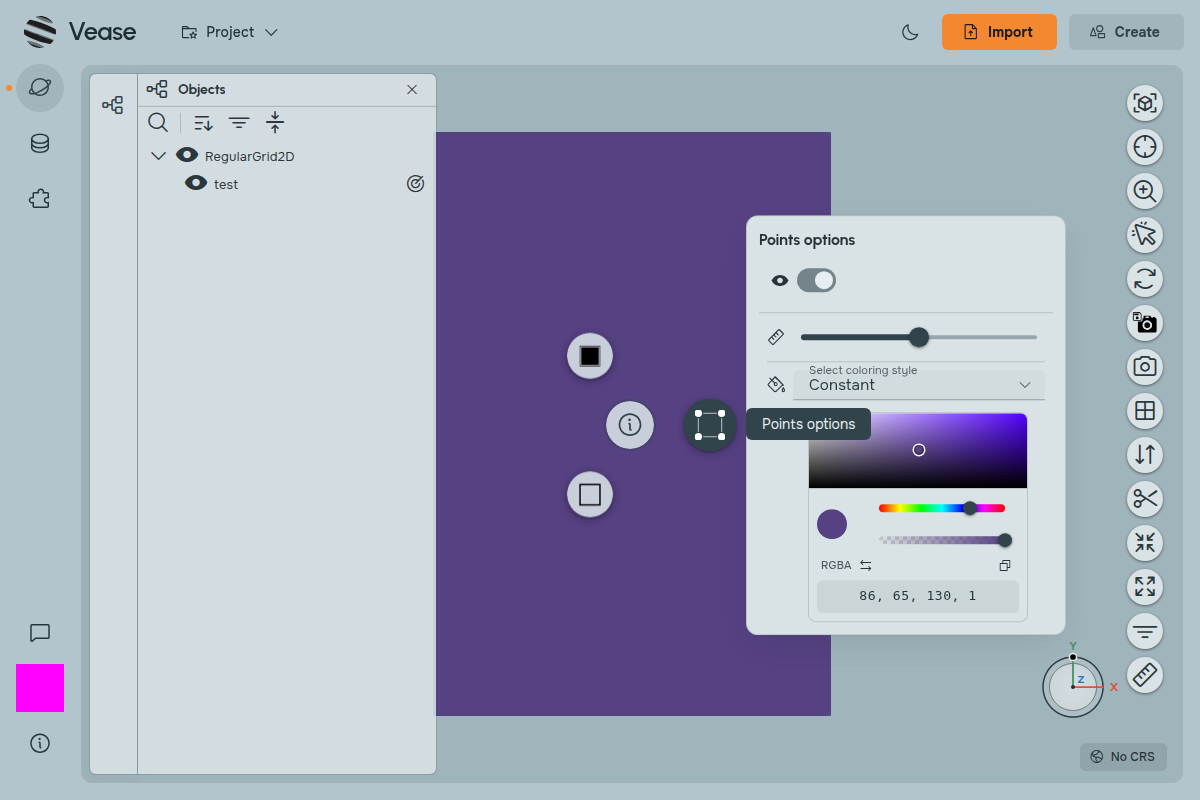 Vease
Project
Import
Create
Objects
RegularGrid2D
test
Points options
Select coloring style
Constant
Points options
RGBA
86, 65, 130, 1
Y
Z
X
No CRS